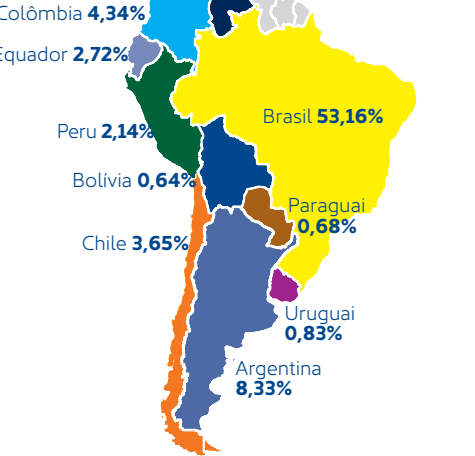 Colômbia 4,34%
Equador 2,72%
Brasil 53,16%
Peru 2,14%
Bolívia 0,64%
Paraguai
0,68%
Chile 3,65%
Uruguai
0,83%
Argentina
8,33%